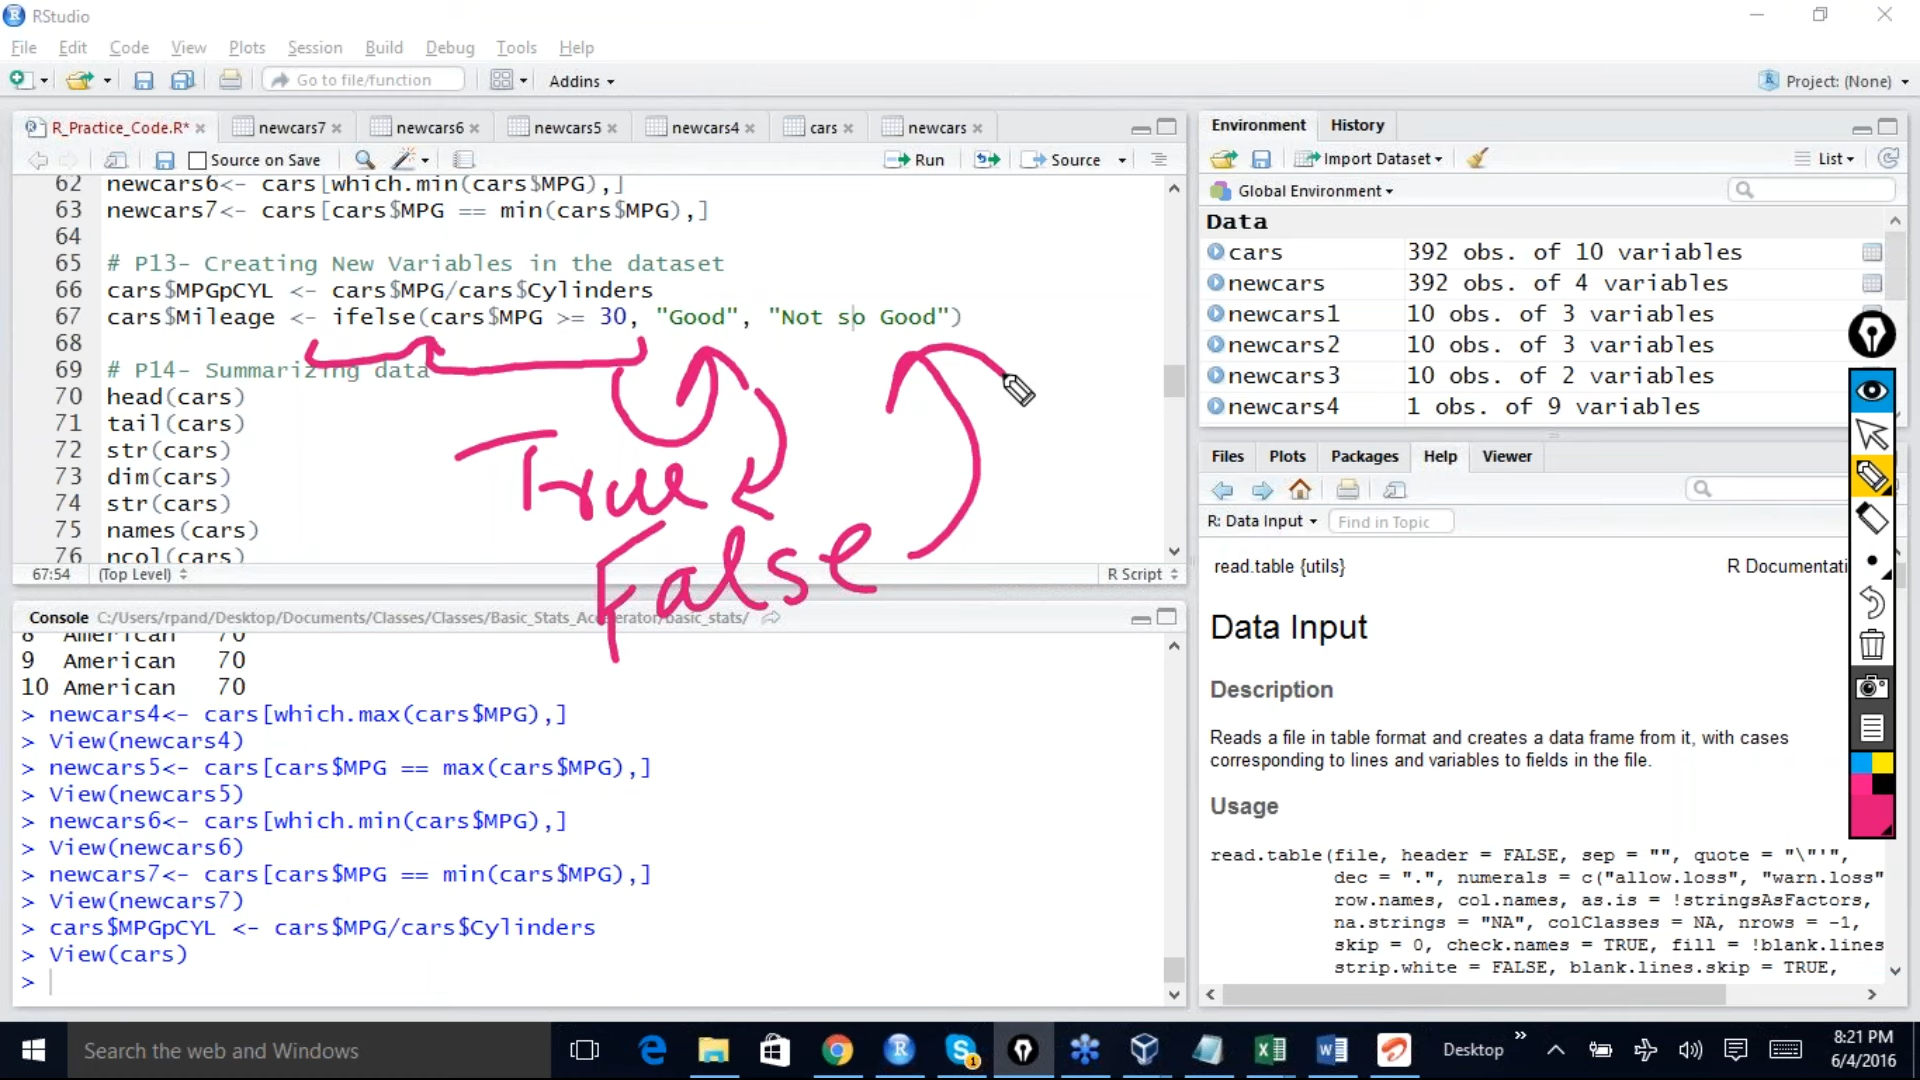 RStudio
File Edit Code View Plots Session Build Debug Tools Help
Go to file/function Addins Project: (None)
R_Practice_Code.R* newcars7 newcars6 newcars5 newcars4 cars newcars
Source on Save Run Source
62 newcars6<- cars[which.min(cars$MPG),]
63 newcars7<- cars[cars$MPG == min(cars$MPG),]
64
65 # P13- Creating New Variables in the dataset
66 cars$MPGpCYL <- cars$MPG/cars$Cylinders
67 cars$Mileage <- ifelse(cars$MPG >= 30, "Good", "Not so Good")
68
69 # P14- Summarizing data
70 head(cars)
71 tail(cars)
72 str(cars)
73 dim(cars)
74 str(cars)
75 names(cars)
76 ncol(cars)
True
False
67:54 (Top Level) R Script
Console C:/Users/rpand/Desktop/Documents/Classes/Classes/Basic_Stats_Accelerator/basic_stats/
8 American 70
9 American 70
10 American 70
> newcars4<- cars[which.max(cars$MPG),]
> View(newcars4)
> newcars5<- cars[cars$MPG == max(cars$MPG),]
> View(newcars5)
> newcars6<- cars[which.min(cars$MPG),]
> View(newcars6)
> newcars7<- cars[cars$MPG == min(cars$MPG),]
> View(newcars7)
> cars$MPGpCYL <- cars$MPG/cars$Cylinders
> View(cars)
>
Environment History
Import Dataset List
Global Environment
Data
cars 392 obs. of 10 variables
newcars 392 obs. of 4 variables
newcars1 10 obs. of 3 variables
newcars2 10 obs. of 3 variables
newcars3 10 obs. of 2 variables
newcars4 1 obs. of 9 variables
Files Plots Packages Help Viewer
R: Data Input Find in Topic
read.table {utils} R Documentati
Data Input
Description
Reads a file in table format and creates a data frame from it, with cases
corresponding to lines and variables to fields in the file.
Usage
read.table(file, header = FALSE, sep = "", quote = "\"'",
dec = ".", numerals = c("allow.loss", "warn.loss"
row.names, col.names, as.is = !stringsAsFactors,
na.strings = "NA", colClasses = NA, nrows = -1,
skip = 0, check.names = TRUE, fill = !blank.lines
strip.white = FALSE, blank.lines.skip = TRUE,
Search the web and Windows Desktop 8:21 PM
6/4/2016